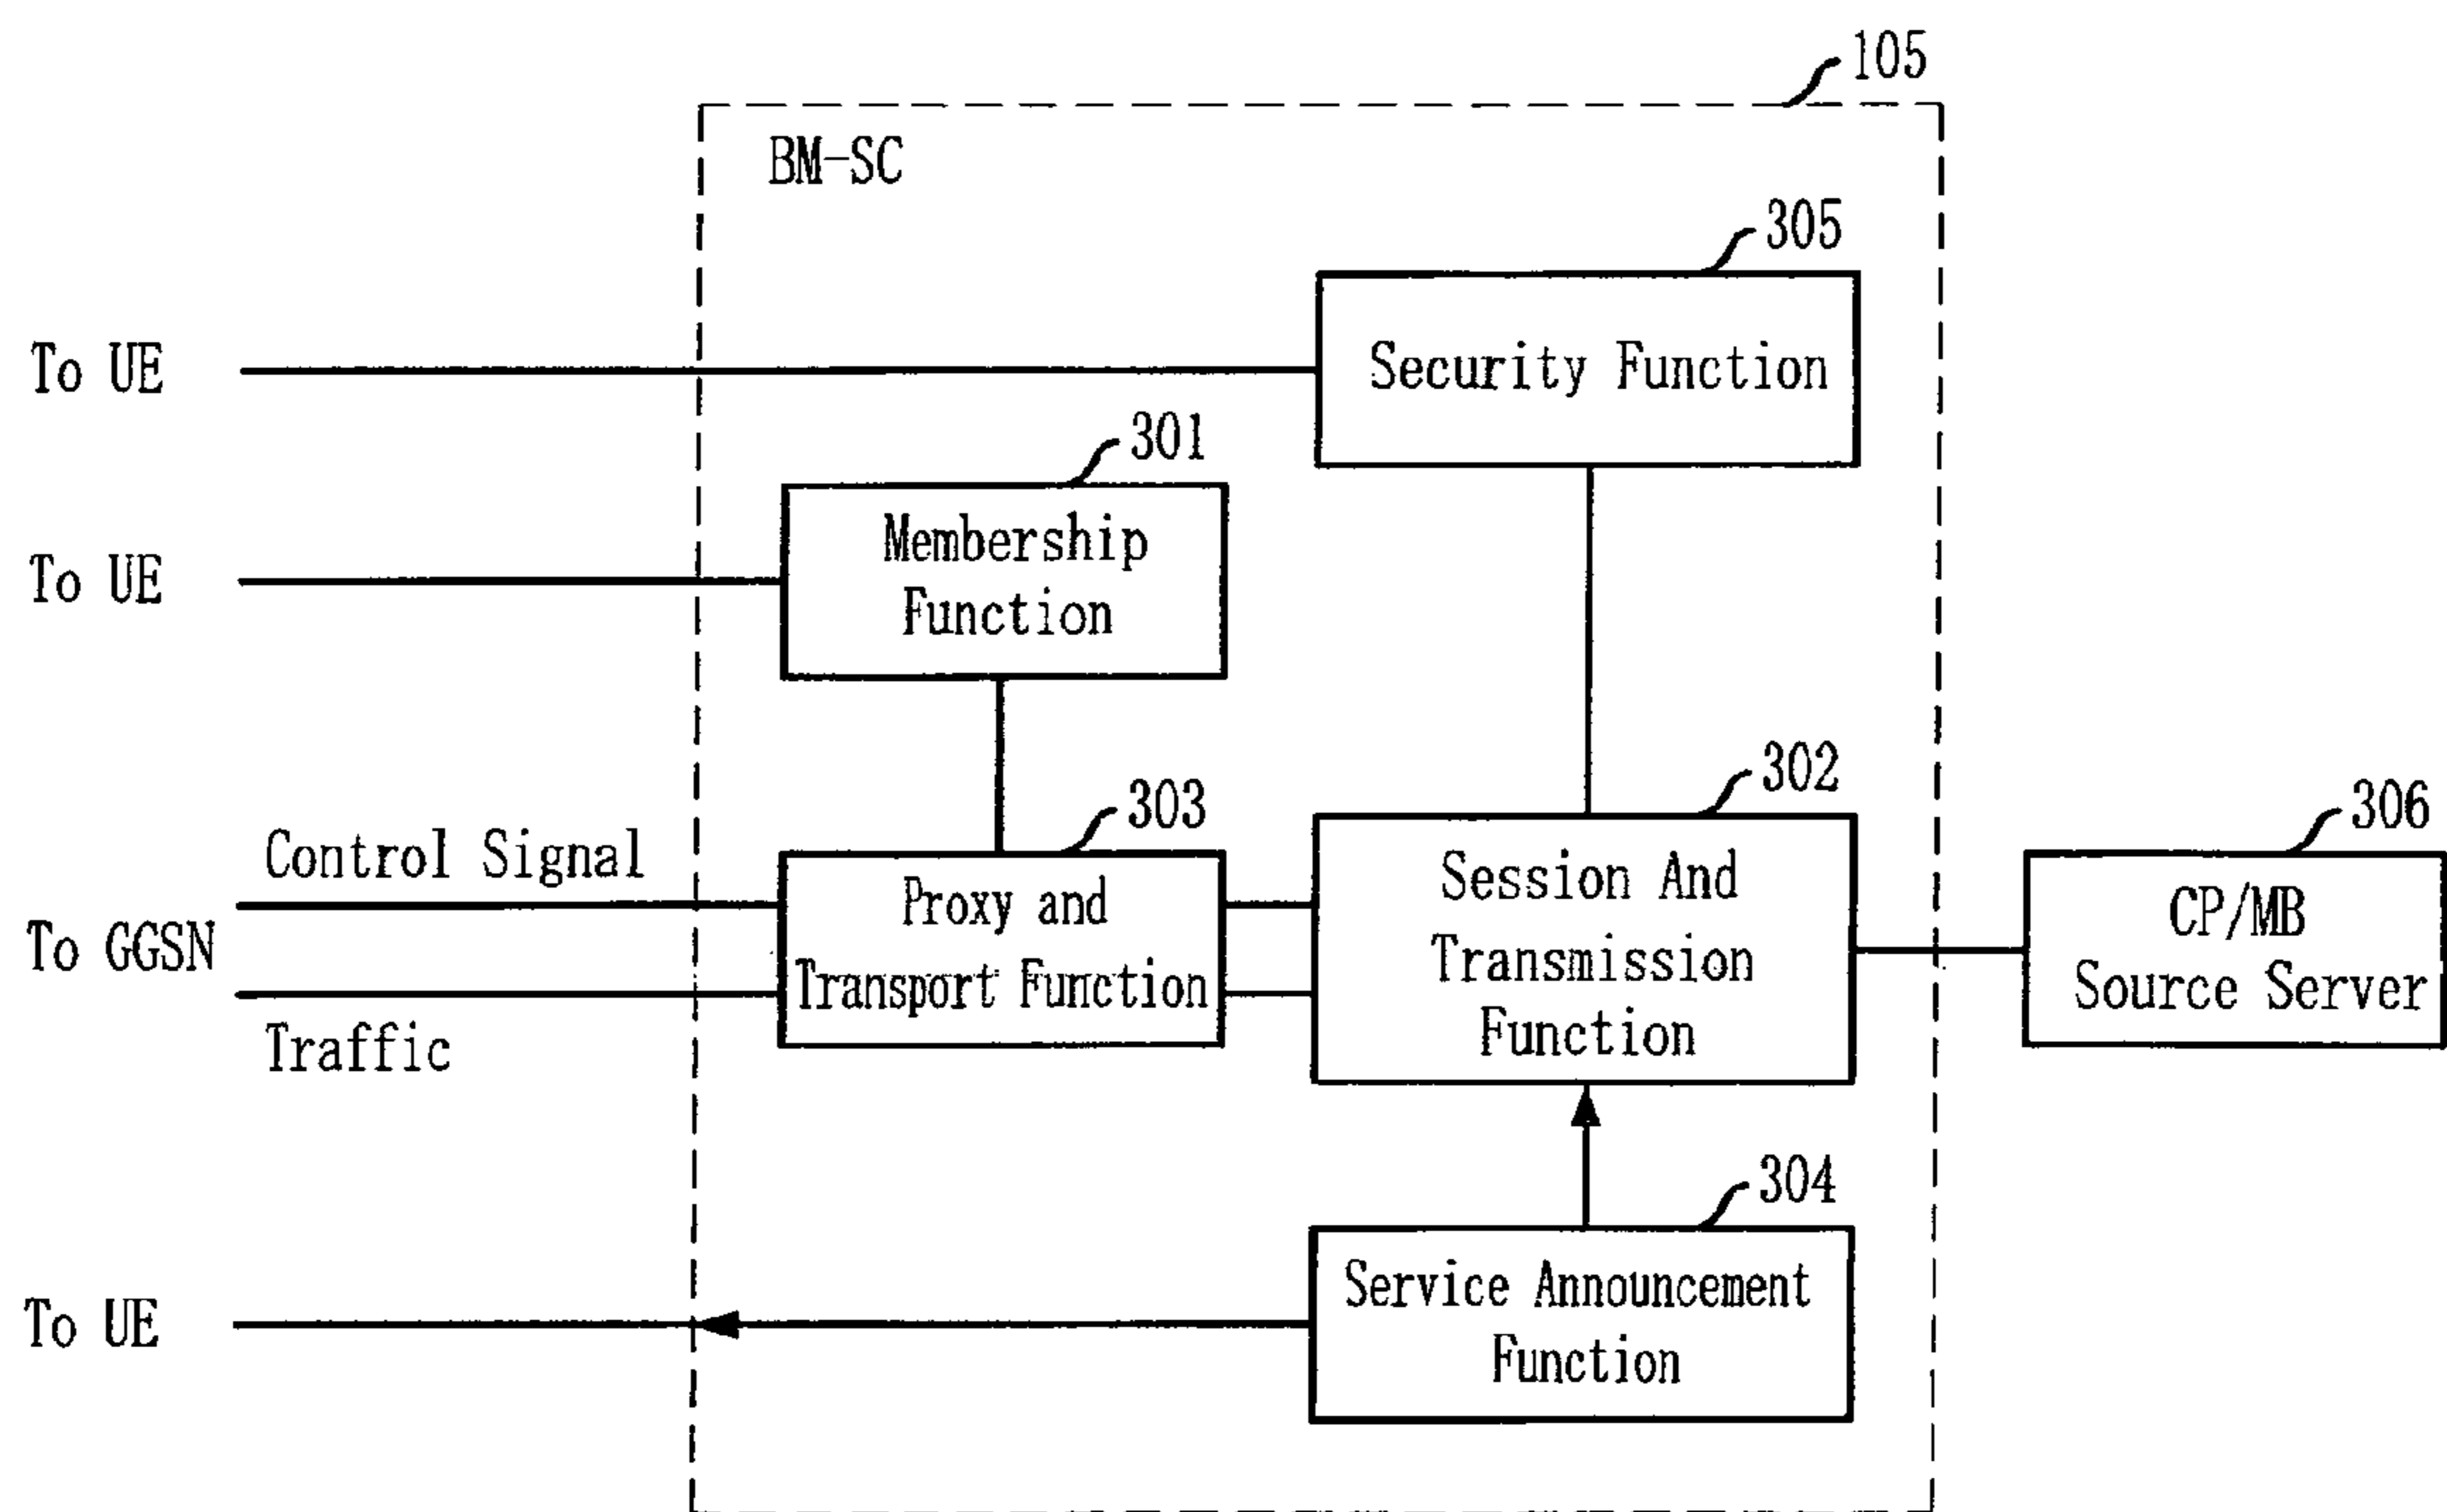 105
BM-SC
305
To UE
Security Function
301
To UE
Membership
Function
302
303
306
Control Signal
To GGSN
Traffic
Proxy and
Transport Function
Session And
Transmission
Function
CP/MB
Source Server
304
To UE
Service Announcement
Function